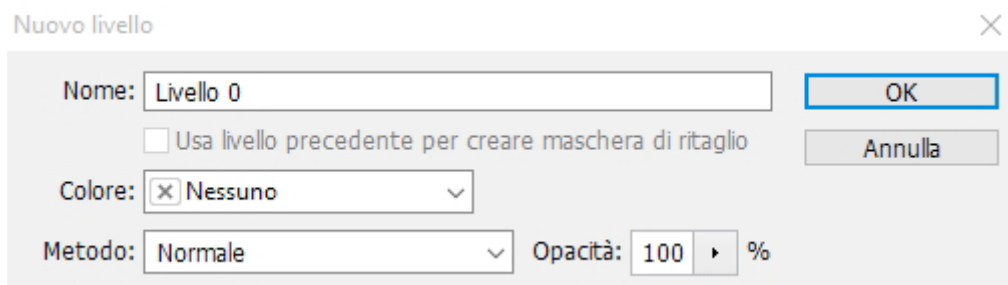 Nuovo livello
Nome: Livello 0 OK
Usa livello precedente per creare maschera di ritaglio Annulla
Colore: Nessuno
Metodo: Normale Opacità: 100 %